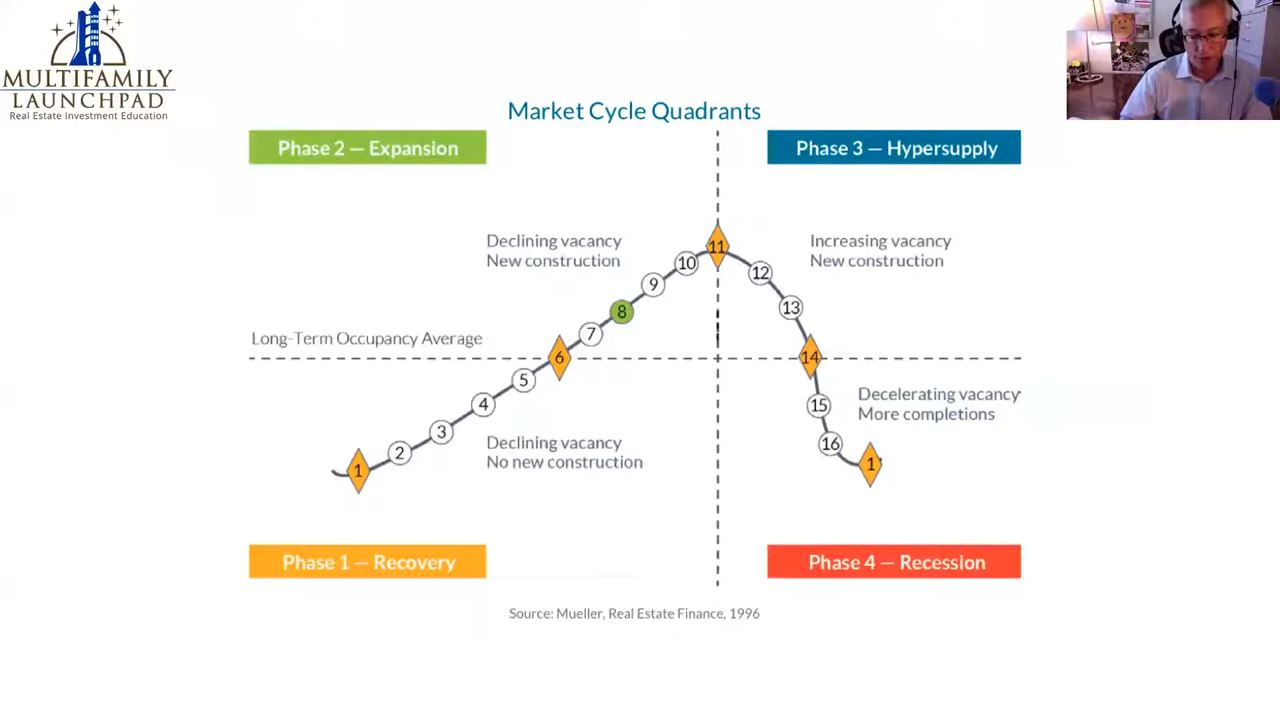 MULTIFAMILY
LAUNCHPAD
Real Estate Investment Education
Market Cycle Quadrants
Phase 2 — Expansion
Phase 3 — Hypersupply
Declining vacancy
New construction
Increasing vacancy
New construction
11
10
12
9
13
8
7
Long-Term Occupancy Average
6
14
5
4
3
2
1
15
16
1
Decelerating vacancy
More completions
Declining vacancy
No new construction
Phase 1 — Recovery
Phase 4 — Recession
Source: Mueller, Real Estate Finance, 1996